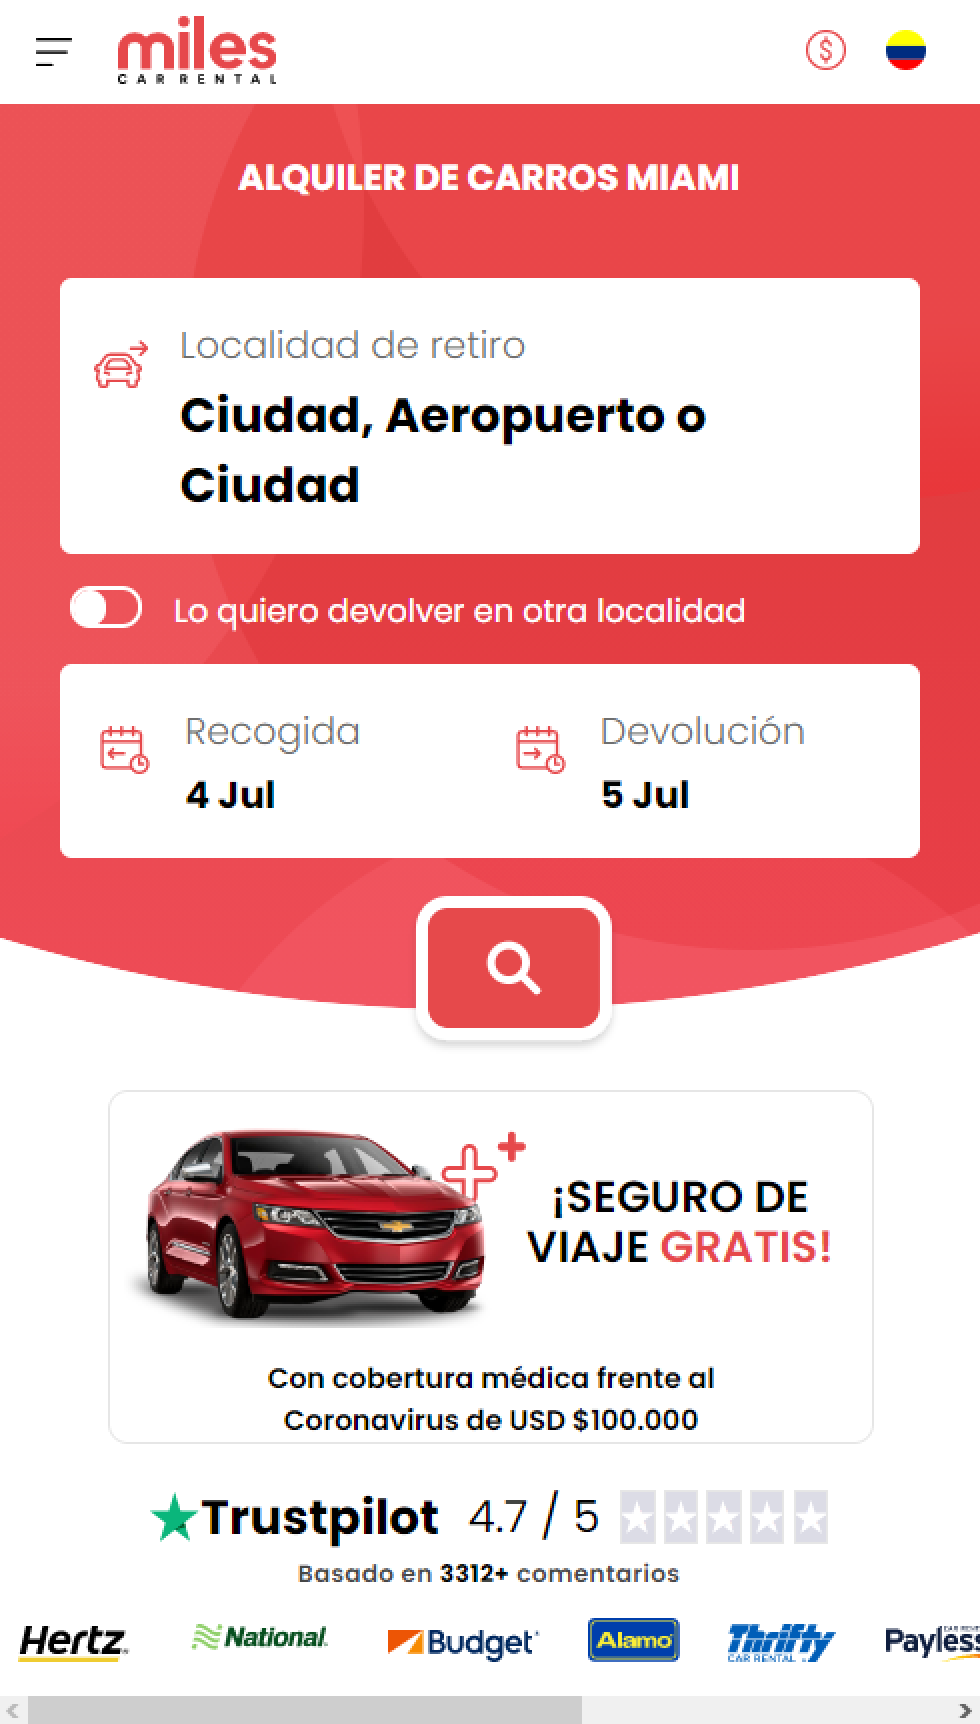 miles
CAR RENTAL
$
ALQUILER DE CARROS MIAMI
Localidad de retiro
Ciudad, Aeropuerto o
Ciudad
Lo quiero devolver en otra localidad
Recogida
4 Jul
Devolución
5 Jul
¡SEGURO DE
VIAJE GRATIS!
Con cobertura médica frente al
Coronavirus de USD $100.000
Trustpilot 4.7 / 5
Basado en 3312+ comentarios
Hertz
National
Budget
Alamo
Thrifty
CAR RENTAL
Payless